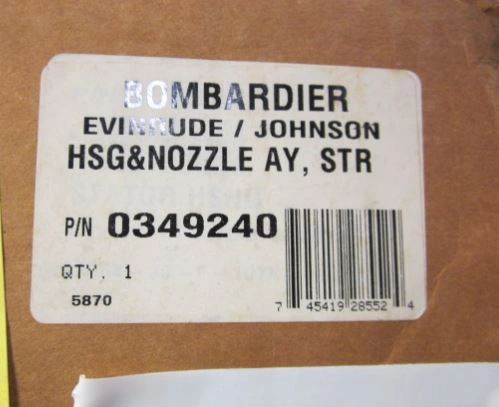 BOMBARDIER
EVINRUDE / JOHNSON
HSG&NOZZLE AY, STR
P/N 0349240
QTY. 1
5870
7 45419 28552 4